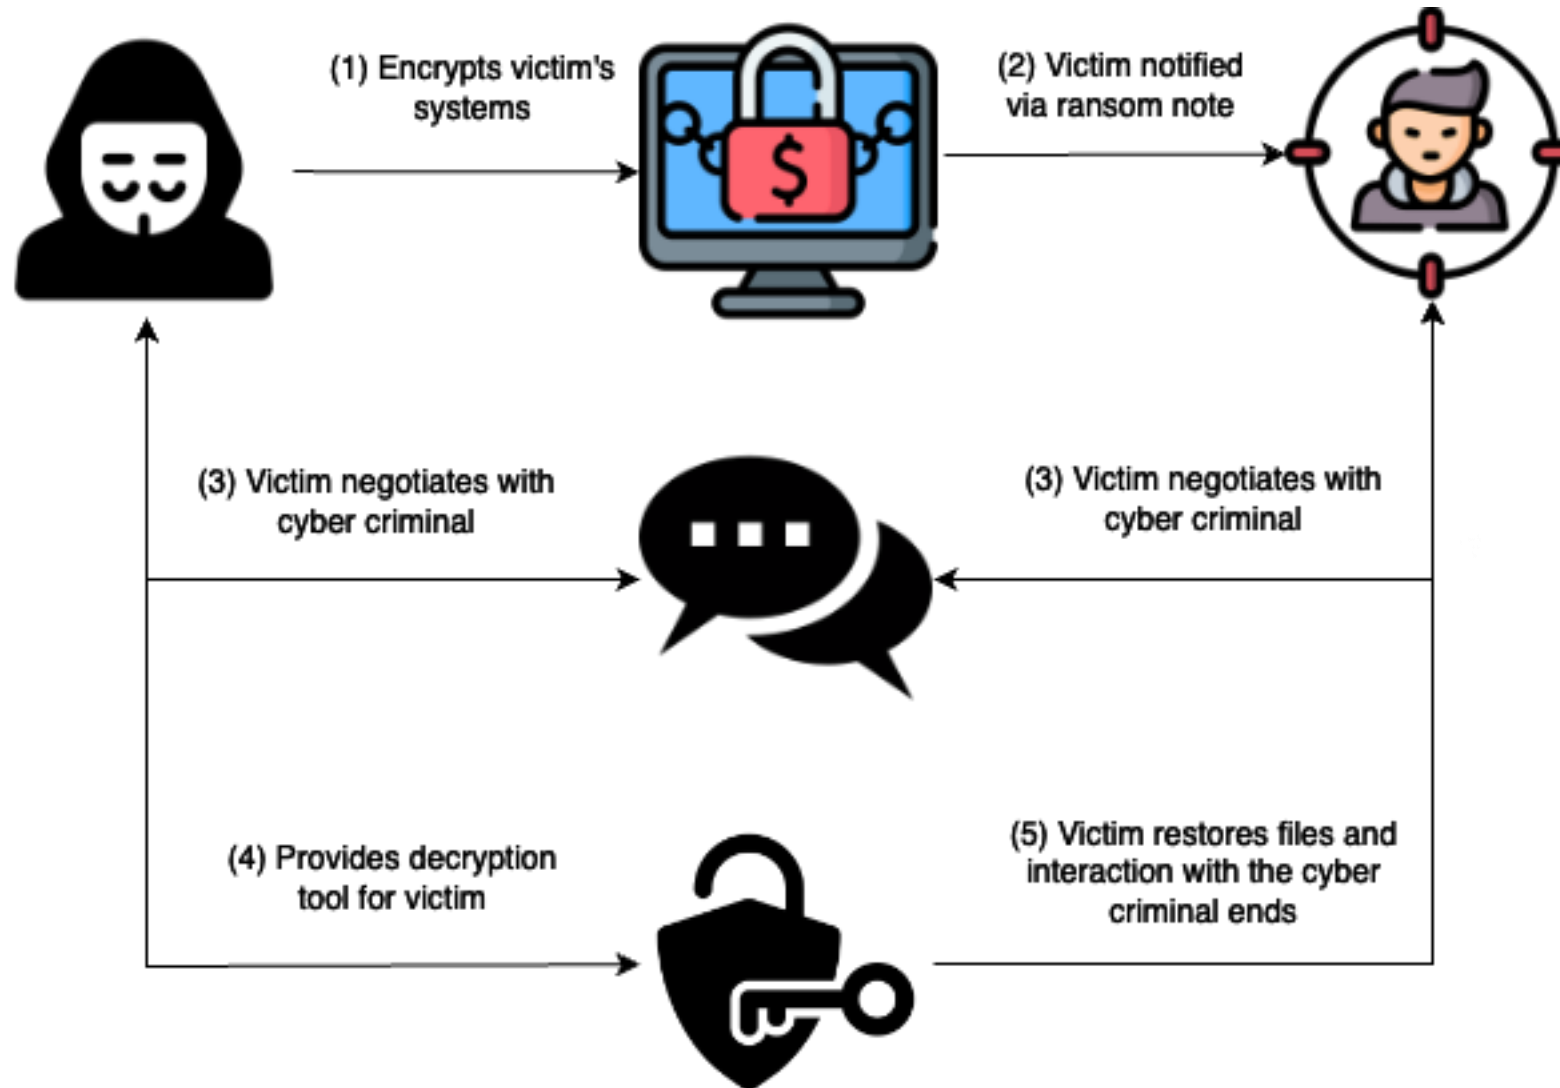 (1) Encrypts victim's
systems
(2) Victim notified
via ransom note
$
(3) Victim negotiates with
cyber criminal
(3) Victim negotiates with
cyber criminal
(4) Provides decryption
tool for victim
(5) Victim restores files and
interaction with the cyber
criminal ends